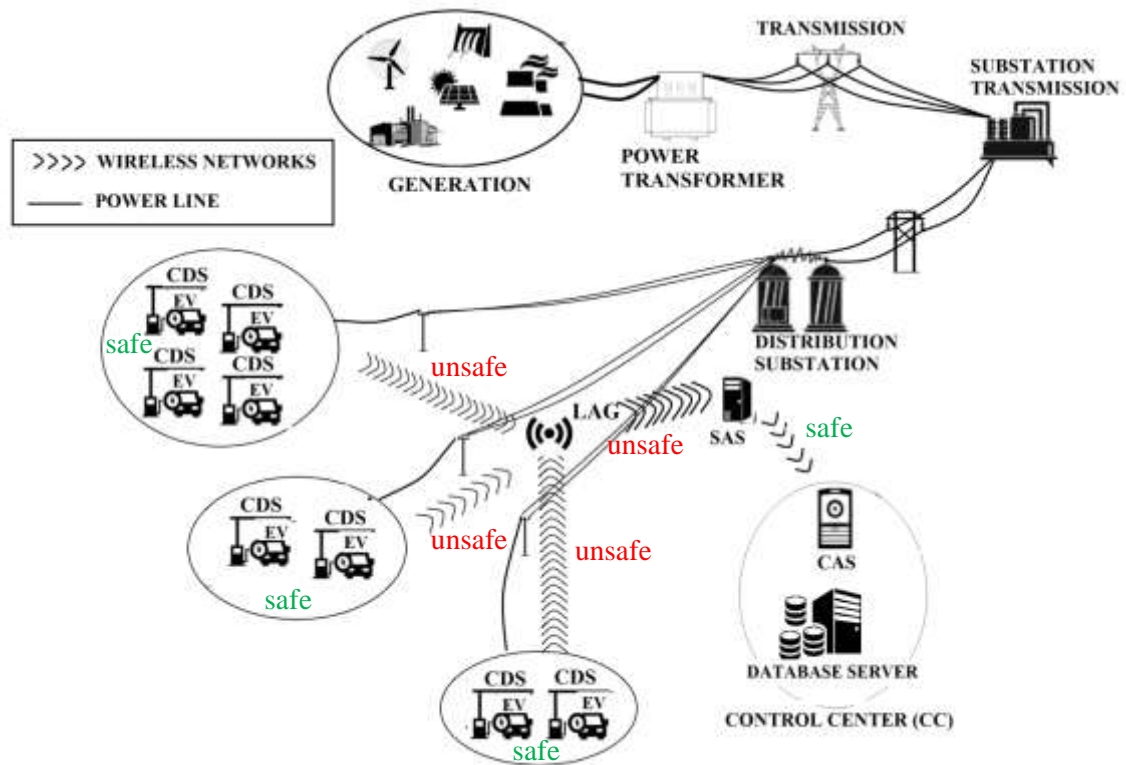 TRANSMISSION
SUBSTATION
TRANSMISSION
WIRELESS NETWORKS
POWER LINE
GENERATION
POWER
TRANSFORMER
CDS
EV
CDS
EV
safe
CDS
EV
CDS
EV
unsafe
DISTRIBUTION
SUBSTATION
LAG
unsafe
SAS
safe
CDS
EV
CDS
EV
safe
unsafe
unsafe
CAS
DATABASE SERVER
CONTROL CENTER (CC)
CDS
EV
CDS
EV
safe